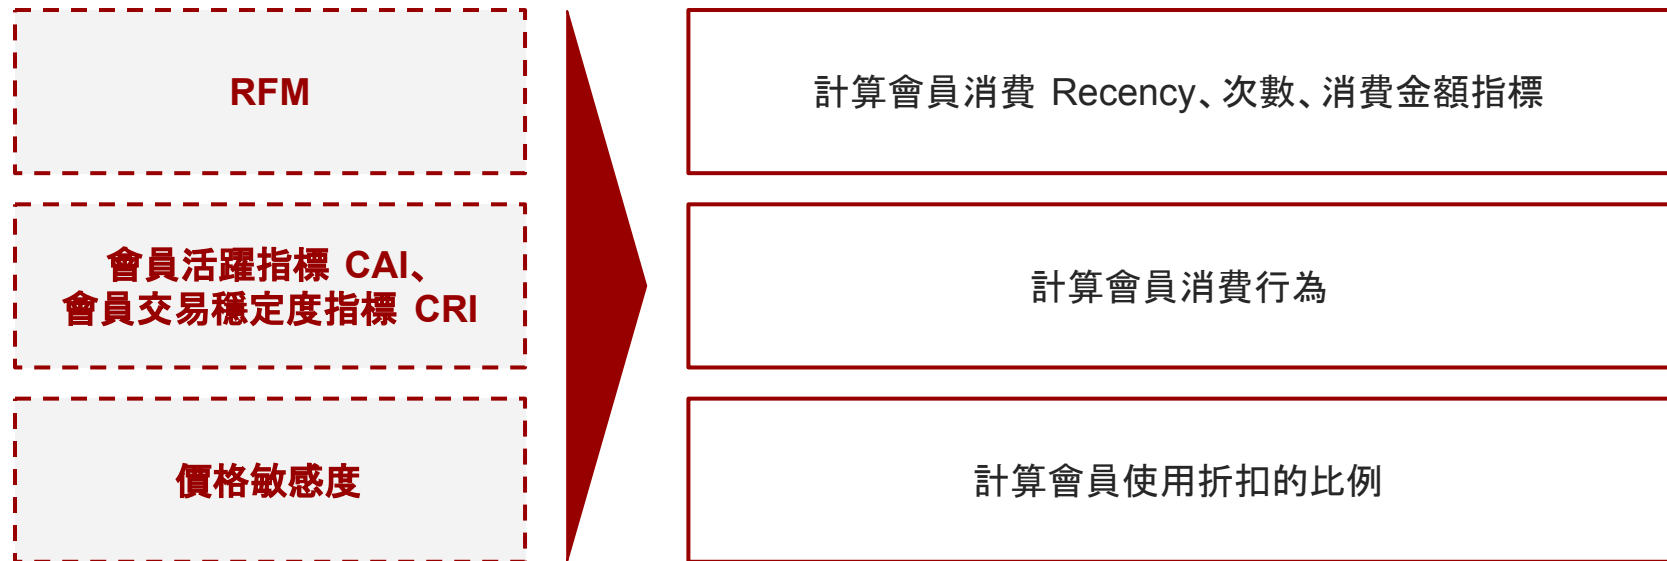 RFM
計算會員消費 Recency、次數、消費金額指標
會員活躍指標 CAI、
會員交易穩定度指標 CRI
計算會員消費行為
價格敏感度
計算會員使用折扣的比例